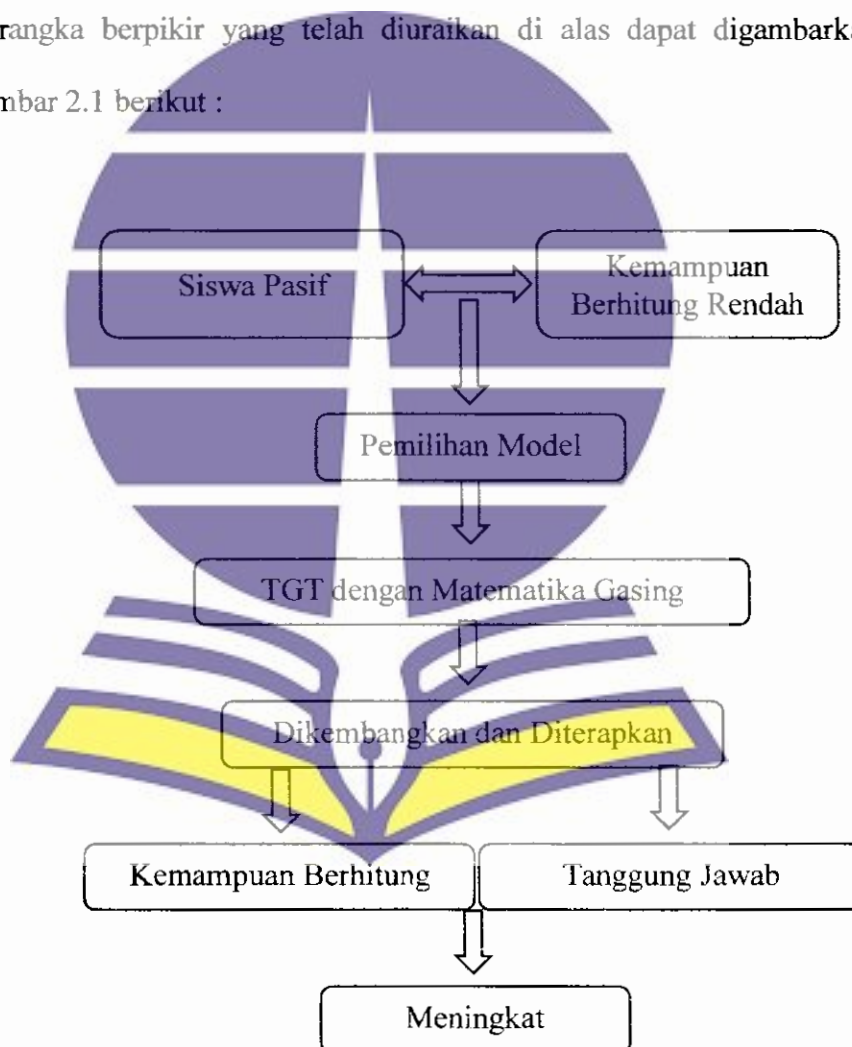 rangka berpikir yang telah diuraikan di alas dapat digambarka
mbar 2.1 berikut :
Siswa Pasif
Kemampuan
Berhitung Rendah
Pemilihan Model
TGT dengan Matematika Gasing
Dikembangkan dan Diterapkan
Kemampuan Berhitung
Tanggung Jawab
Meningkat